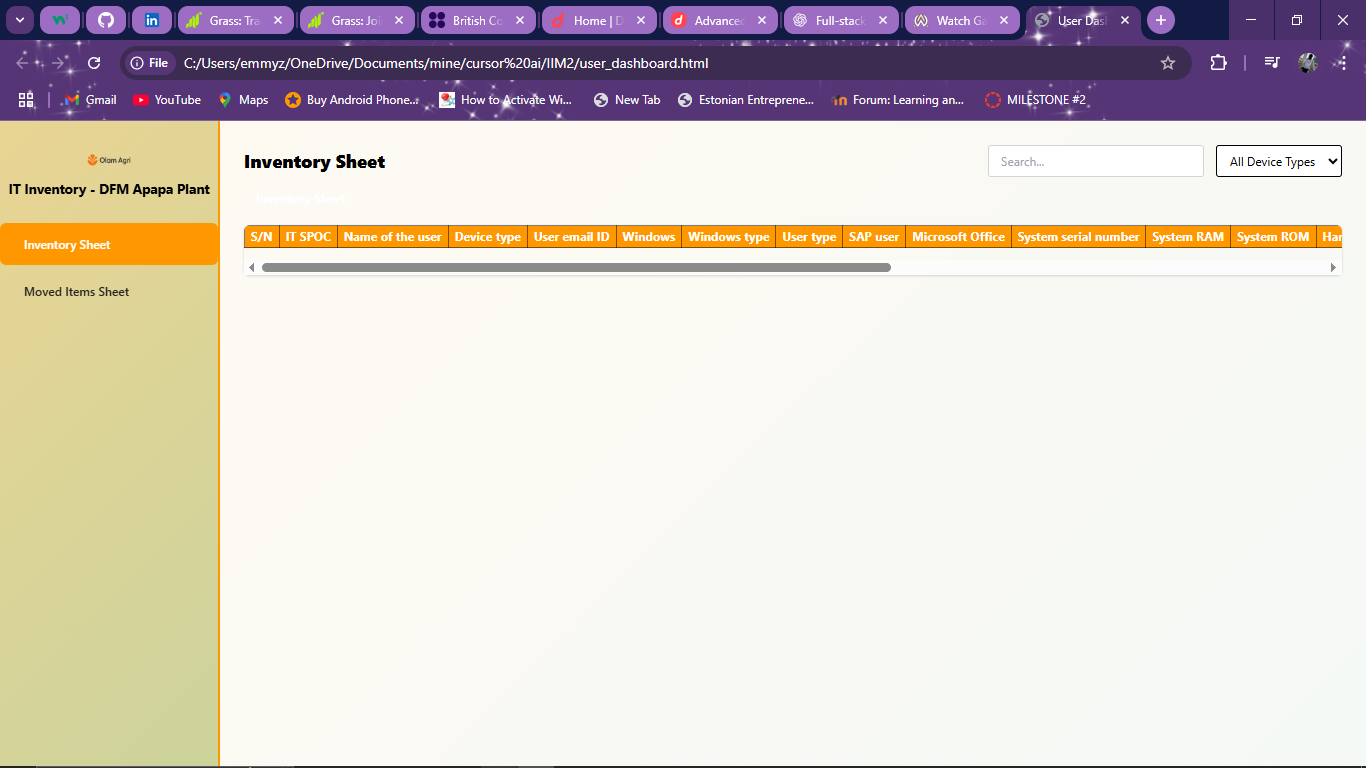 Grass: Tra
Grass: Joi
British Co
Home | D
Advance
Full-stack
Watch Ga
User Das
File
C:/Users/emmyz/OneDrive/Documents/mine/cursor%20ai/IIM2/user_dashboard.html
Gmail
YouTube
Maps
Buy Android Phone...
How to Activate Wi...
New Tab
Estonian Entreprene...
Forum: Learning an...
MILESTONE #2
Olam Agri
IT Inventory - DFM Apapa Plant
Inventory Sheet
Moved Items Sheet
Inventory Sheet
Search...
All Device Types
Inventory Sheet
S/N IT SPOC Name of the user Device type User email ID Windows Windows type User type SAP user Microsoft Office System serial number System RAM System ROM Har